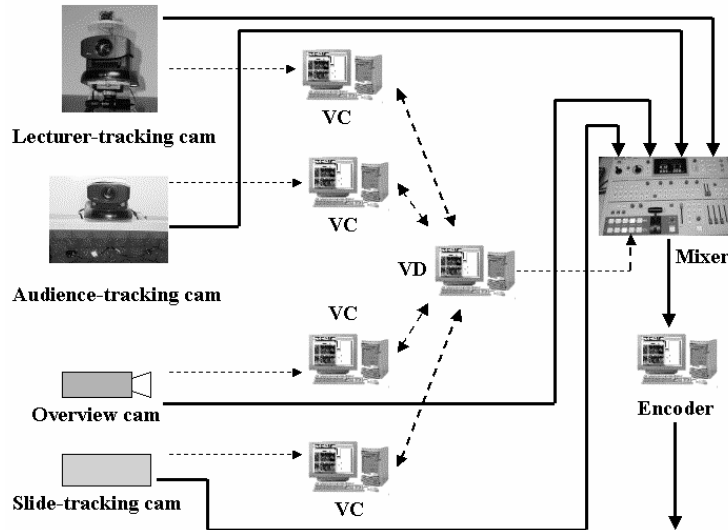 VC
Lecturer-tracking cam
VC
Mixer
VD
Audience-tracking cam
VC
Overview cam
Encoder
Slide-tracking cam
VC